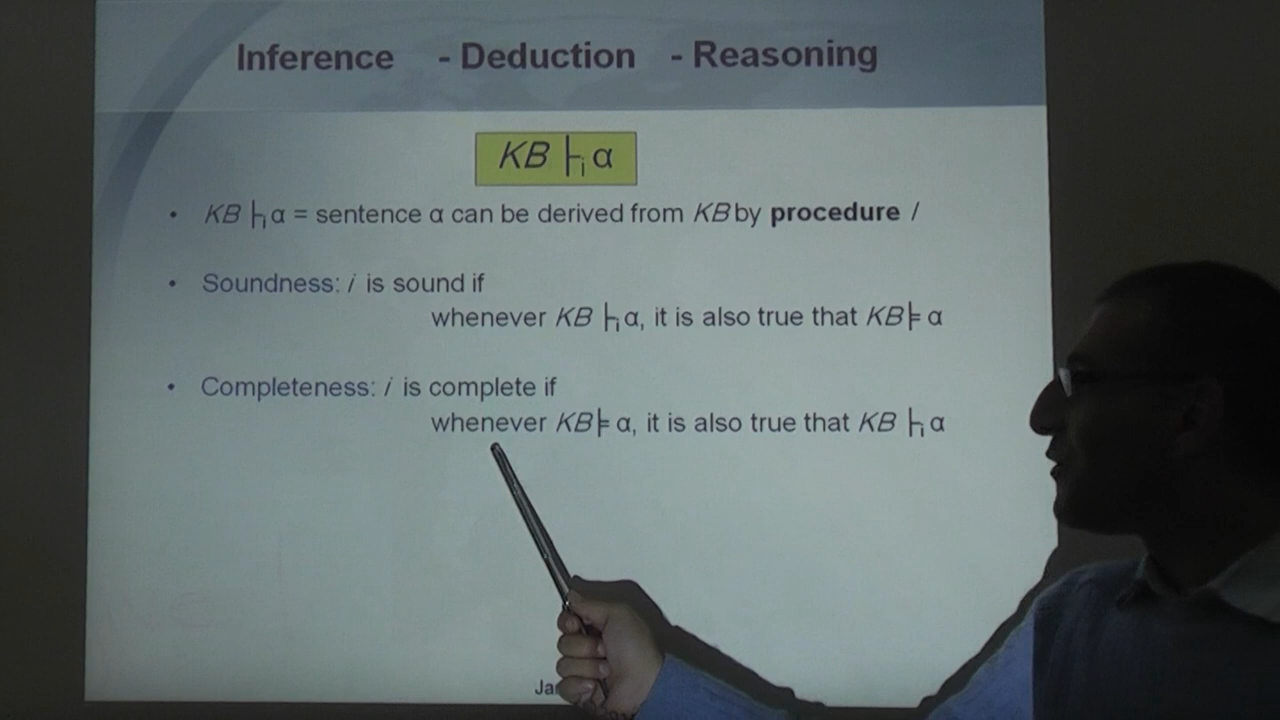 Inference - Deduction - Reasoning
KB ├i α
• KB ├i α = sentence α can be derived from KB by procedure i
• Soundness: i is sound if
whenever KB ├i α, it is also true that KB╞ α
• Completeness: i is complete if
whenever KB╞ α, it is also true that KB ├i α